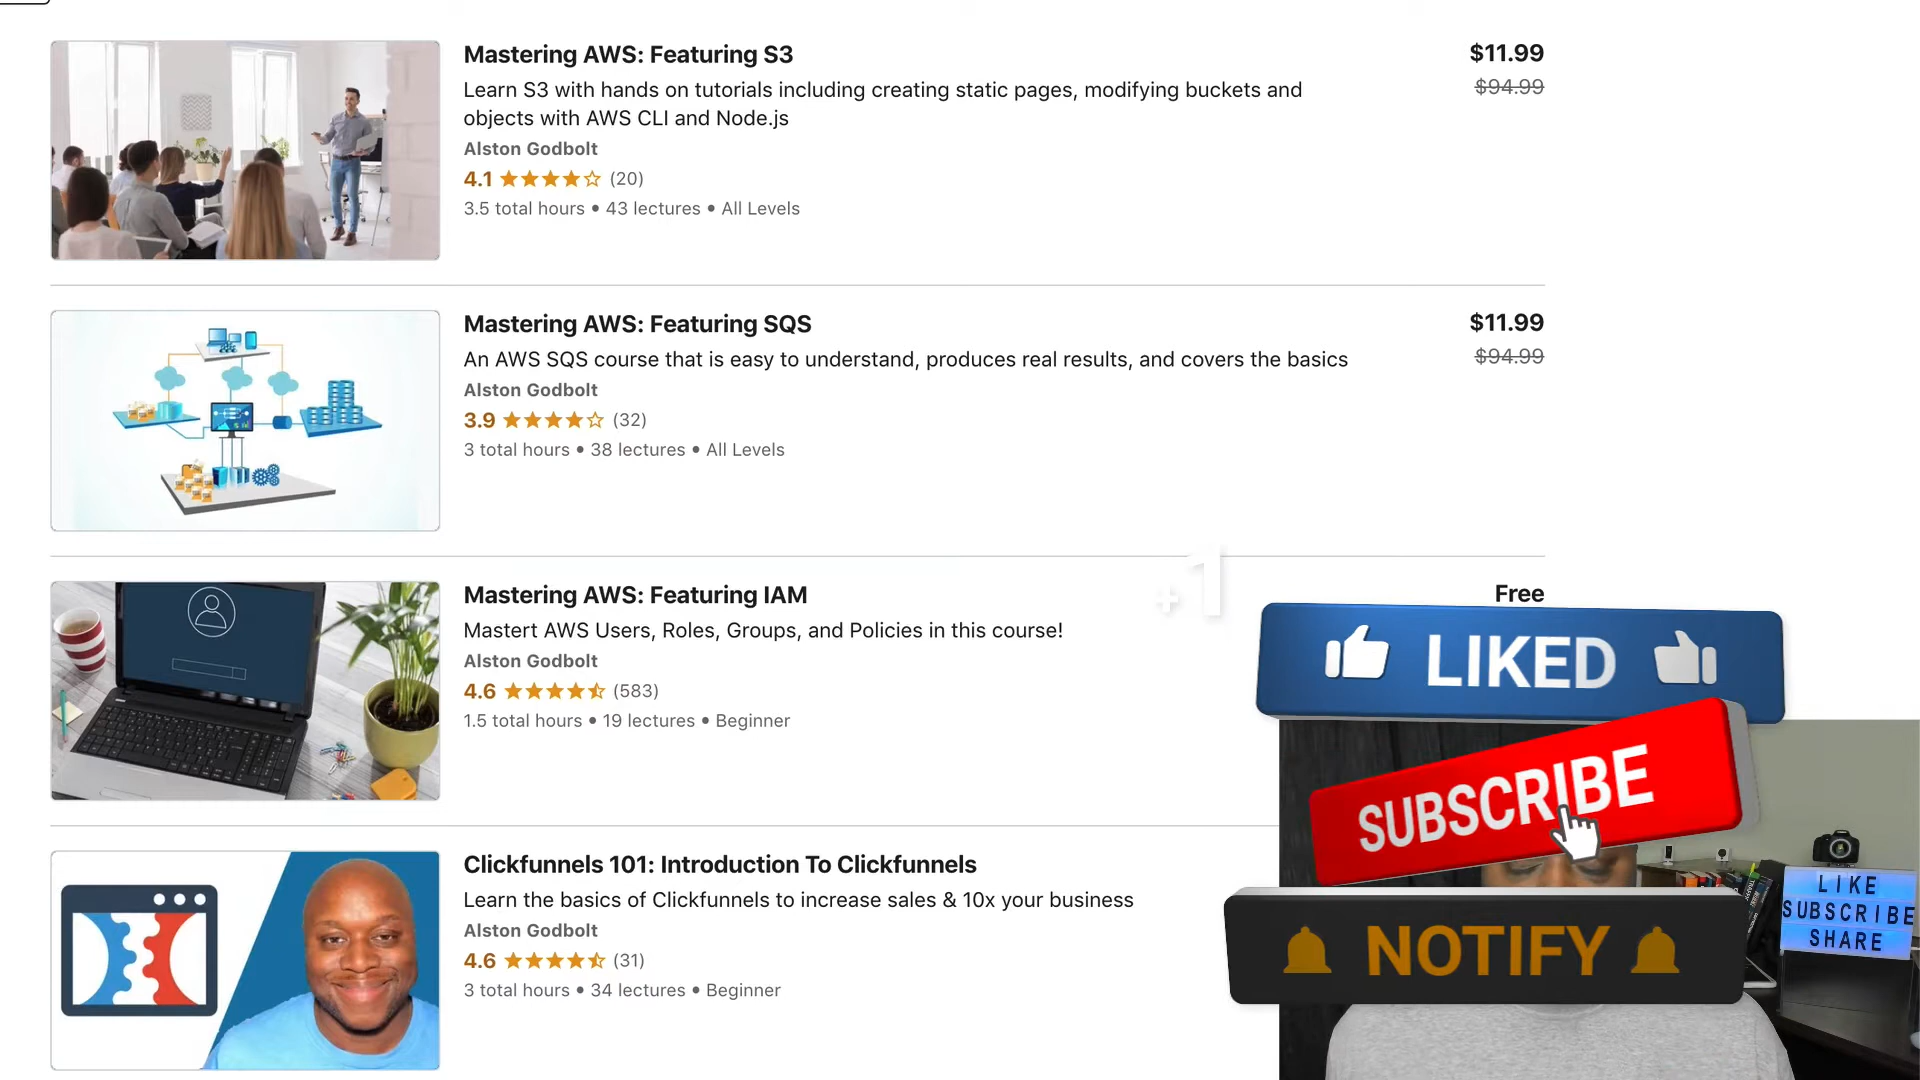 Mastering AWS: Featuring S3
$11.99
Learn S3 with hands on tutorials including creating static pages, modifying buckets and
$94.99
objects with AWS CLI and Node.js
Alston Godbolt
4.1 (20)
3.5 total hours • 43 lectures • All Levels
Mastering AWS: Featuring SQS
$11.99
An AWS SQS course that is easy to understand, produces real results, and covers the basics
$94.99
Alston Godbolt
3.9 (32)
3 total hours • 38 lectures • All Levels
Mastering AWS: Featuring IAM
Free
Mastert AWS Users, Roles, Groups, and Policies in this course!
Alston Godbolt
4.6 (583)
1.5 total hours • 19 lectures • Beginner
+1
LIKED
SUBSCRIBE
NOTIFY
LIKE
SUBSCRIBE
SHARE
Clickfunnels 101: Introduction To Clickfunnels
Learn the basics of Clickfunnels to increase sales & 10x your business
Alston Godbolt
4.6 (31)
3 total hours • 34 lectures • Beginner